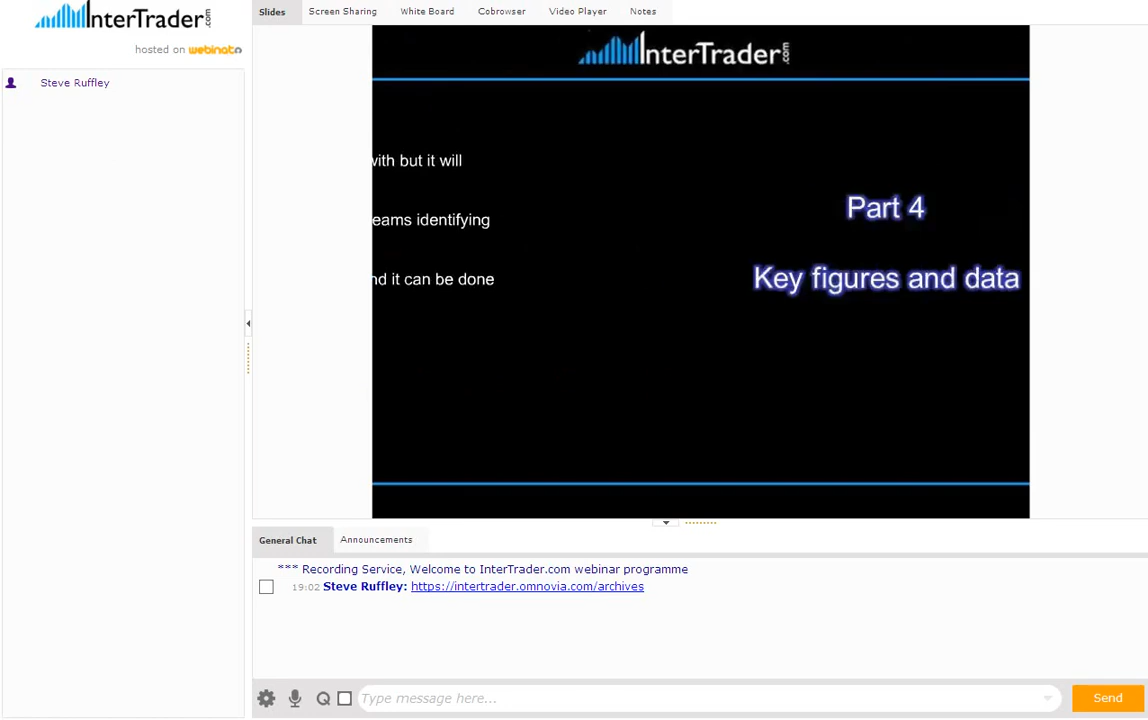 InterTrader.com
hosted on webinato
Steve Ruffley
Slides
Screen Sharing
White Board
Cobrowser
Video Player
Notes
InterTrader.com
with but it will
eams identifying
nd it can be done
Part 4
Key figures and data
General Chat
Announcements
*** Recording Service, Welcome to InterTrader.com webinar programme
19:02 Steve Ruffley: https://intertrader.omnovia.com/archives
Q
Type message here...
Send